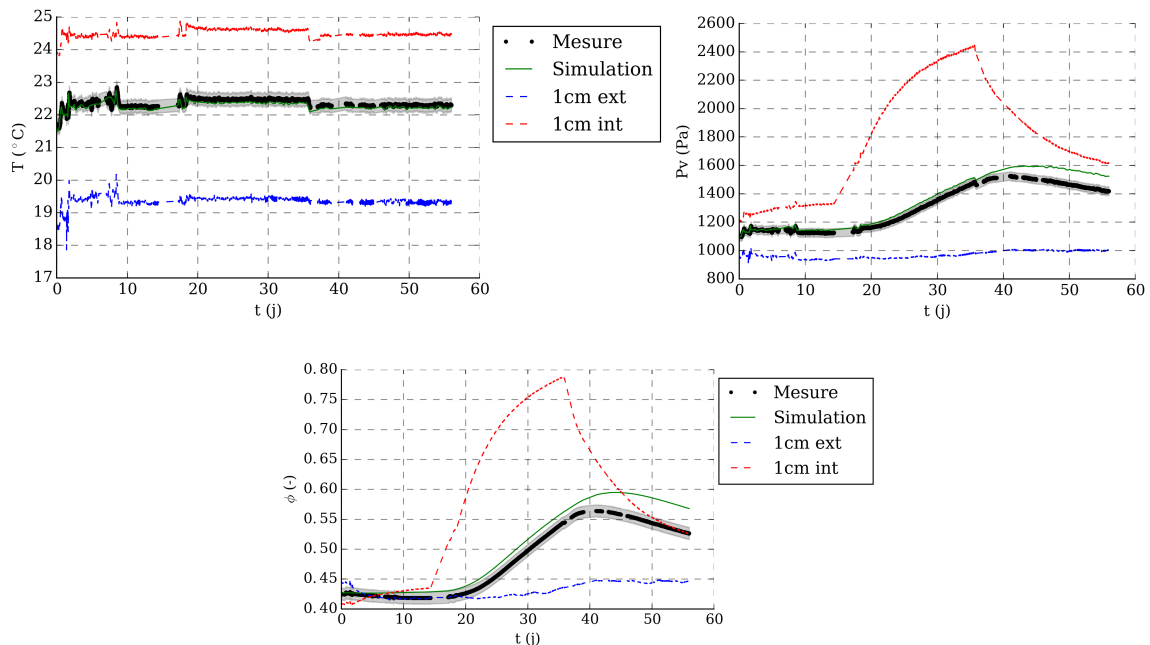 25
24
23
22
21
20
19
18
17
T (°C)
0 10 20 30 40 50 60
t (j)
Mesure
Simulation
1cm ext
1cm int
2600
2400
2200
2000
1800
1600
1400
1200
1000
800
Pv (Pa)
0 10 20 30 40 50 60
t (j)
0.80
0.75
0.70
0.65
0.60
0.55
0.50
0.45
0.40
ϕ (-)
0 10 20 30 40 50 60
t (j)
Mesure
Simulation
1cm ext
1cm int